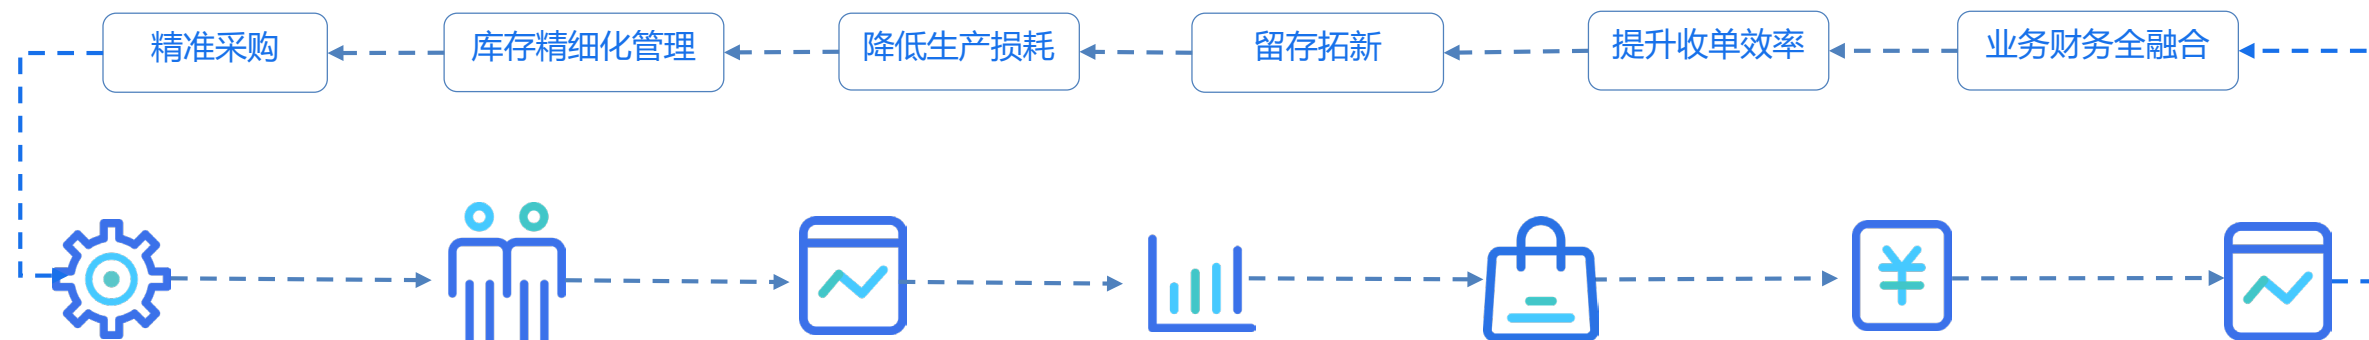 精准采购
库存精细化管理
降低生产损耗
留存拓新
提升收单效率
业务财务全融合
¥